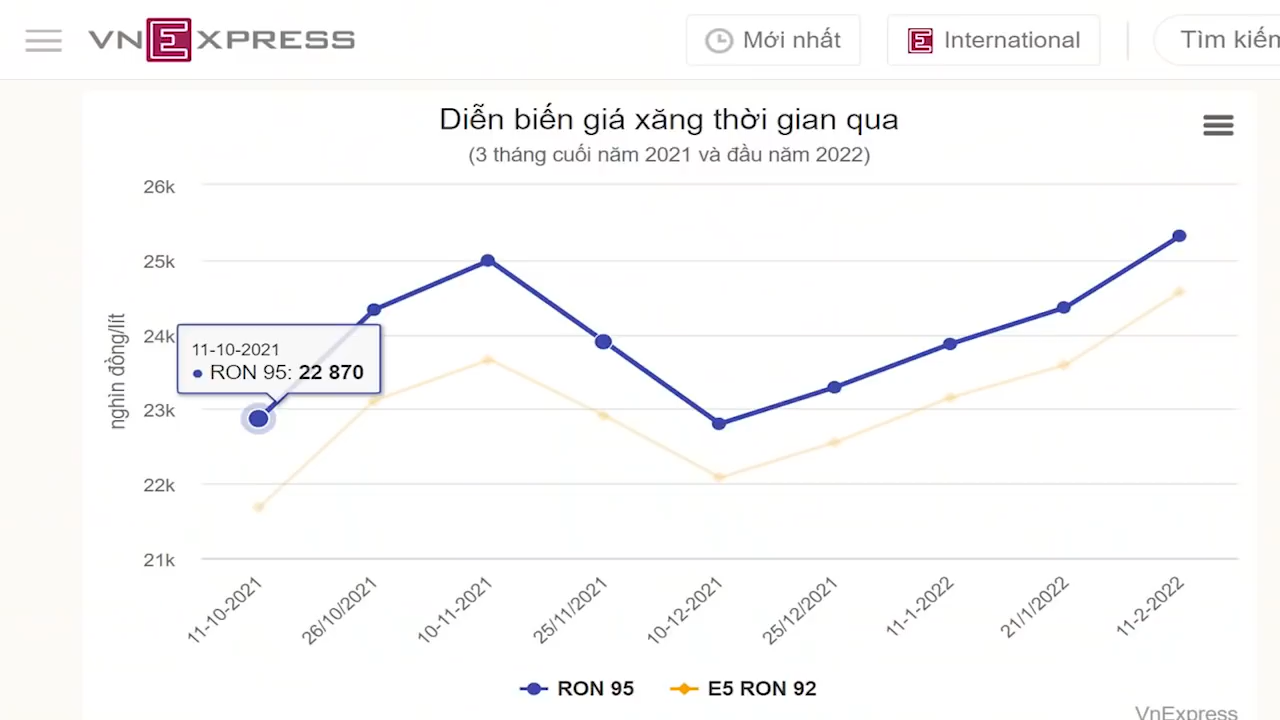 VNEXPRESS
Mới nhất
International
Tìm kiếm
Diễn biến giá xăng thời gian qua
(3 tháng cuối năm 2021 và đầu năm 2022)
nghìn đồng/lít
26k
25k
24k
23k
22k
21k
11-10-2021
RON 95: 22 870
11-10-2021
26/10/2021
10-11-2021
25/11/2021
10-12-2021
25/12/2021
11-1-2022
21/1/2022
11-2-2022
RON 95
E5 RON 92
VnExpress